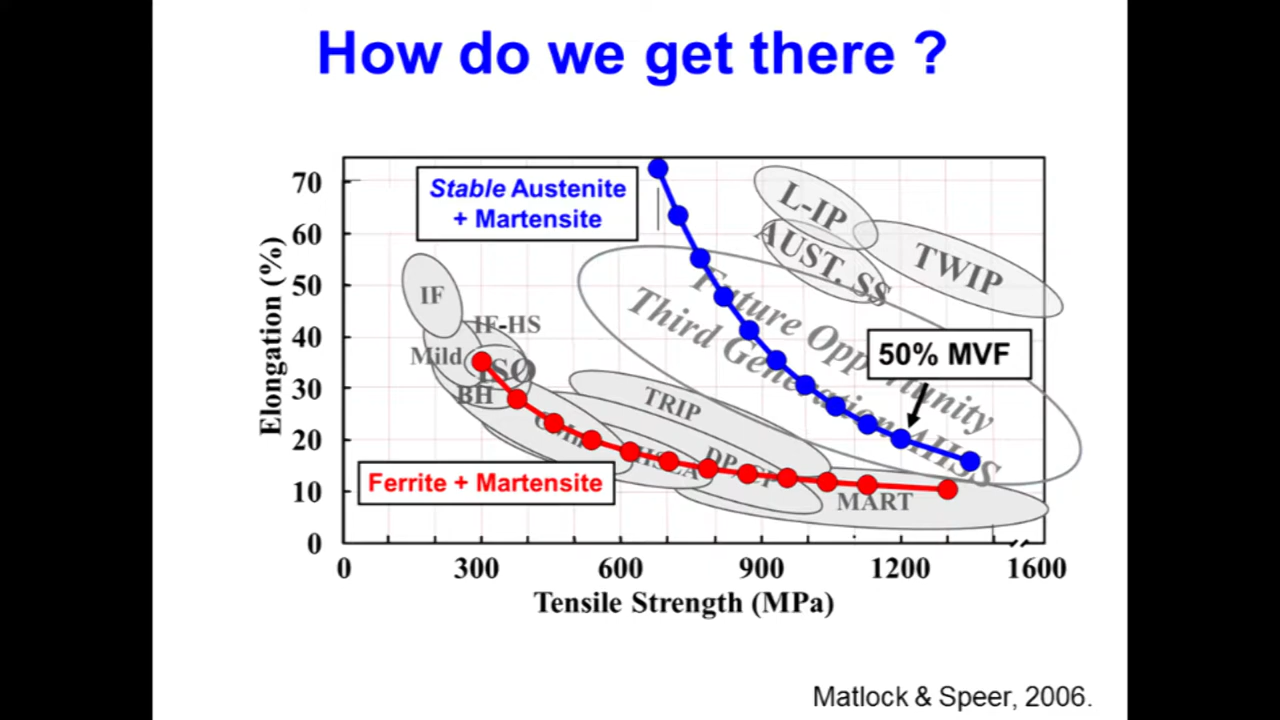 How do we get there ?
Stable Austenite
+ Martensite
L-IP
AUST. SS
TWIP
Future Opportunity
Third Generation AHSS
50% MVF
IF
IF-HS
Mild
ISO
BH
TRIP
HSLA
DP, CP
MART
Ferrite + Martensite
Elongation (%)
70
60
50
40
30
20
10
0
0 300 600 900 1200 1600
Tensile Strength (MPa)
Matlock & Speer, 2006.